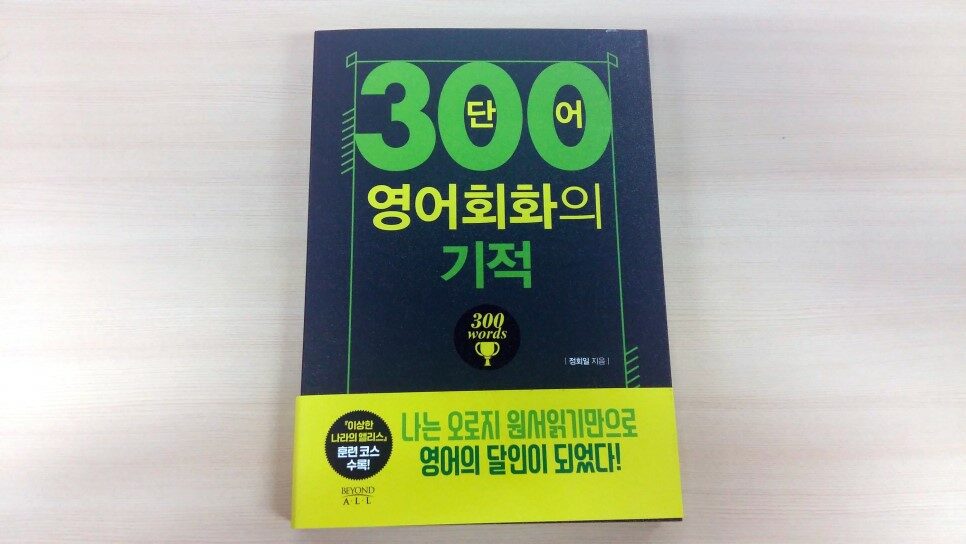 300
단 어
영어회화의
기적
300
words
| 정회일 지음 |
『이상한
나라의 앨리스』
훈련 코스
수록!
나는 오로지 원서읽기만으로
영어의 달인이 되었다!
BEYOND
A·L·L